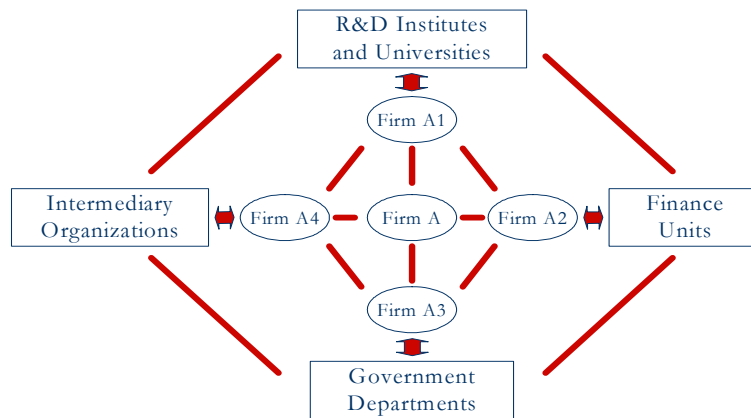 R&D Institutes
and Universities
Firm A1
Intermediary
Organizations
Firm A4
Firm A
Firm A2
Finance
Units
Firm A3
Government
Departments